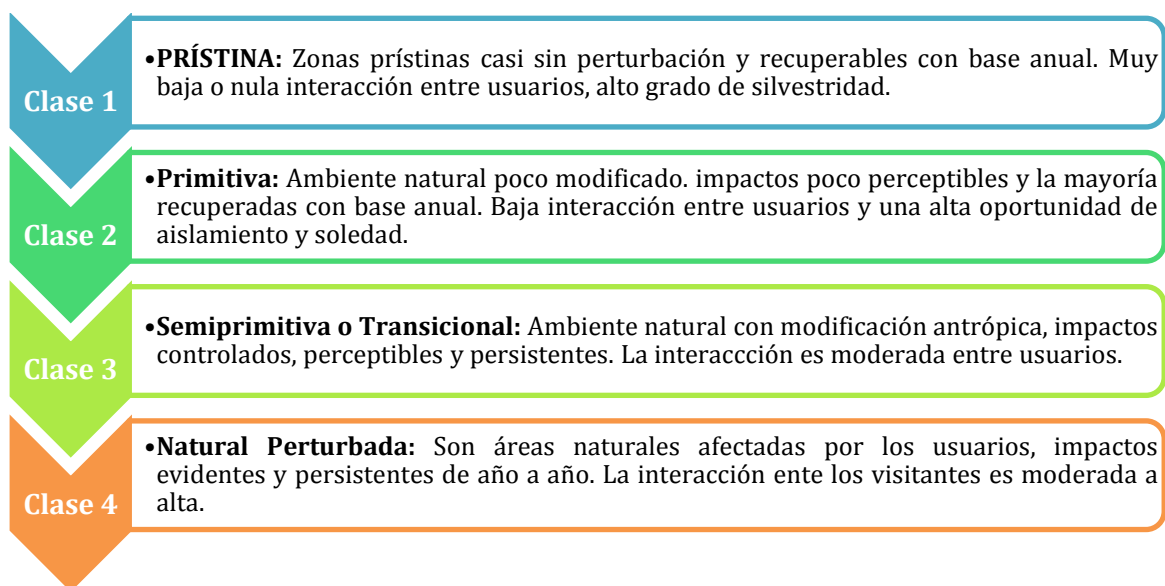 Clase 1
•PRÍSTINA: Zonas prístinas casi sin perturbación y recuperables con base anual. Muy
baja o nula interacción entre usuarios, alto grado de silvestridad.
Clase 2
•Primitiva: Ambiente natural poco modificado. impactos poco perceptibles y la mayoría
recuperadas con base anual. Baja interacción entre usuarios y una alta oportunidad de
aislamiento y soledad.
Clase 3
•Semiprimitiva o Transicional: Ambiente natural con modificación antrópica, impactos
controlados, perceptibles y persistentes. La interaccción es moderada entre usuarios.
Clase 4
•Natural Perturbada: Son áreas naturales afectadas por los usuarios, impactos
evidentes y persistentes de año a año. La interacción ente los visitantes es moderada a
alta.